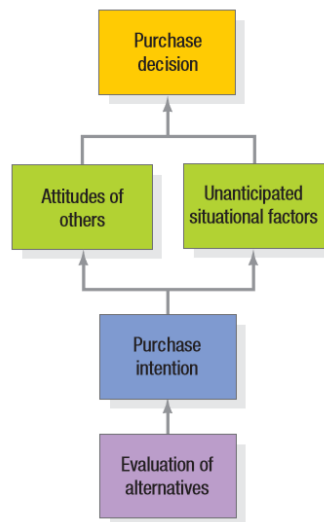 Purchase
decision
Attitudes of
others
Unanticipated
situational factors
Purchase
intention
Evaluation of
alternatives